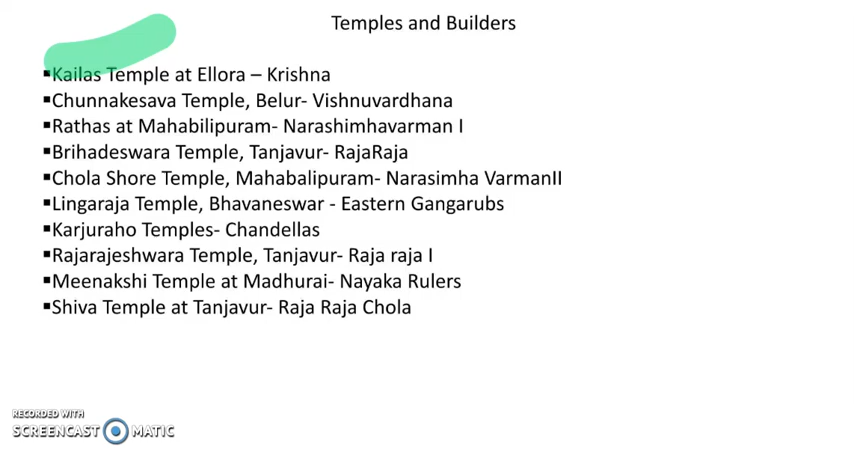 Temples and Builders
▪Kailas Temple at Ellora – Krishna
▪Chunnakesava Temple, Belur- Vishnuvardhana
▪Rathas at Mahabilipuram- Narashimhavarman I
▪Brihadeswara Temple, Tanjavur- RajaRaja
▪Chola Shore Temple, Mahabalipuram- Narasimha VarmanII
▪Lingaraja Temple, Bhavaneswar - Eastern Gangarubs
▪Karjuraho Temples- Chandellas
▪Rajarajeshwara Temple, Tanjavur- Raja raja I
▪Meenakshi Temple at Madhurai- Nayaka Rulers
▪Shiva Temple at Tanjavur- Raja Raja Chola
RECORDED WITH
SCREENCAST MATIC